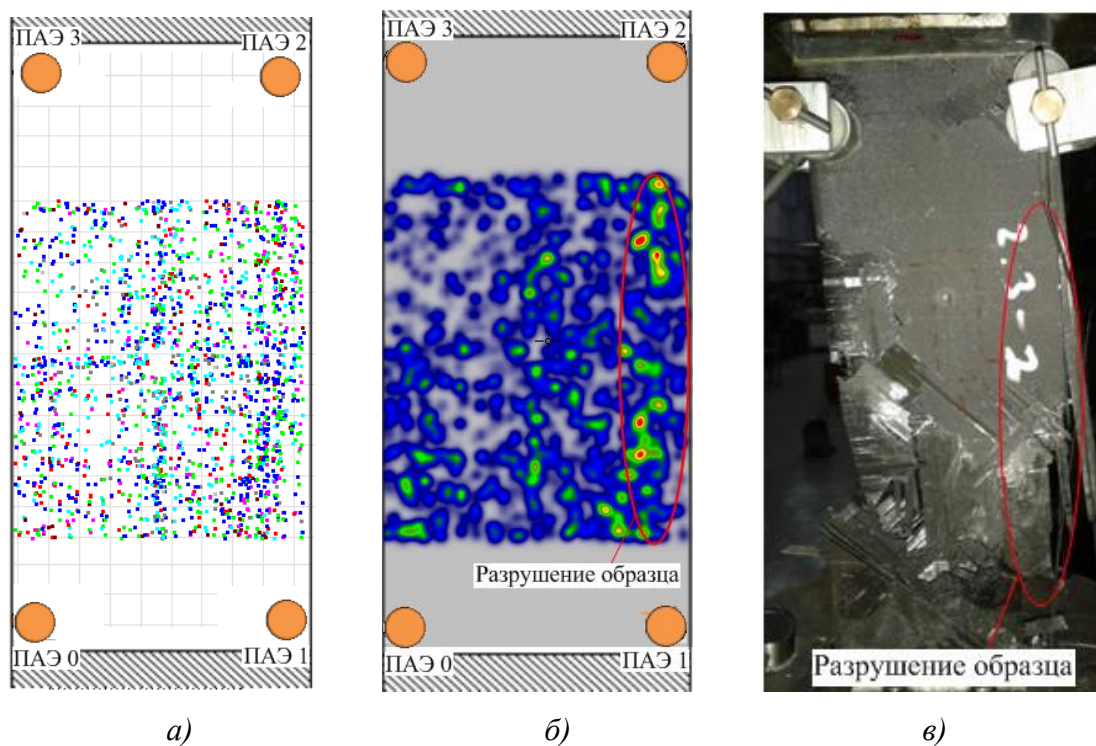 ПАЭ 3 ПАЭ 2
ПАЭ 0 ПАЭ 1
ПАЭ 3 ПАЭ 2
Разрушение образца
ПАЭ 0 ПАЭ 1
2.3-2
Разрушение образца
а) б) в)